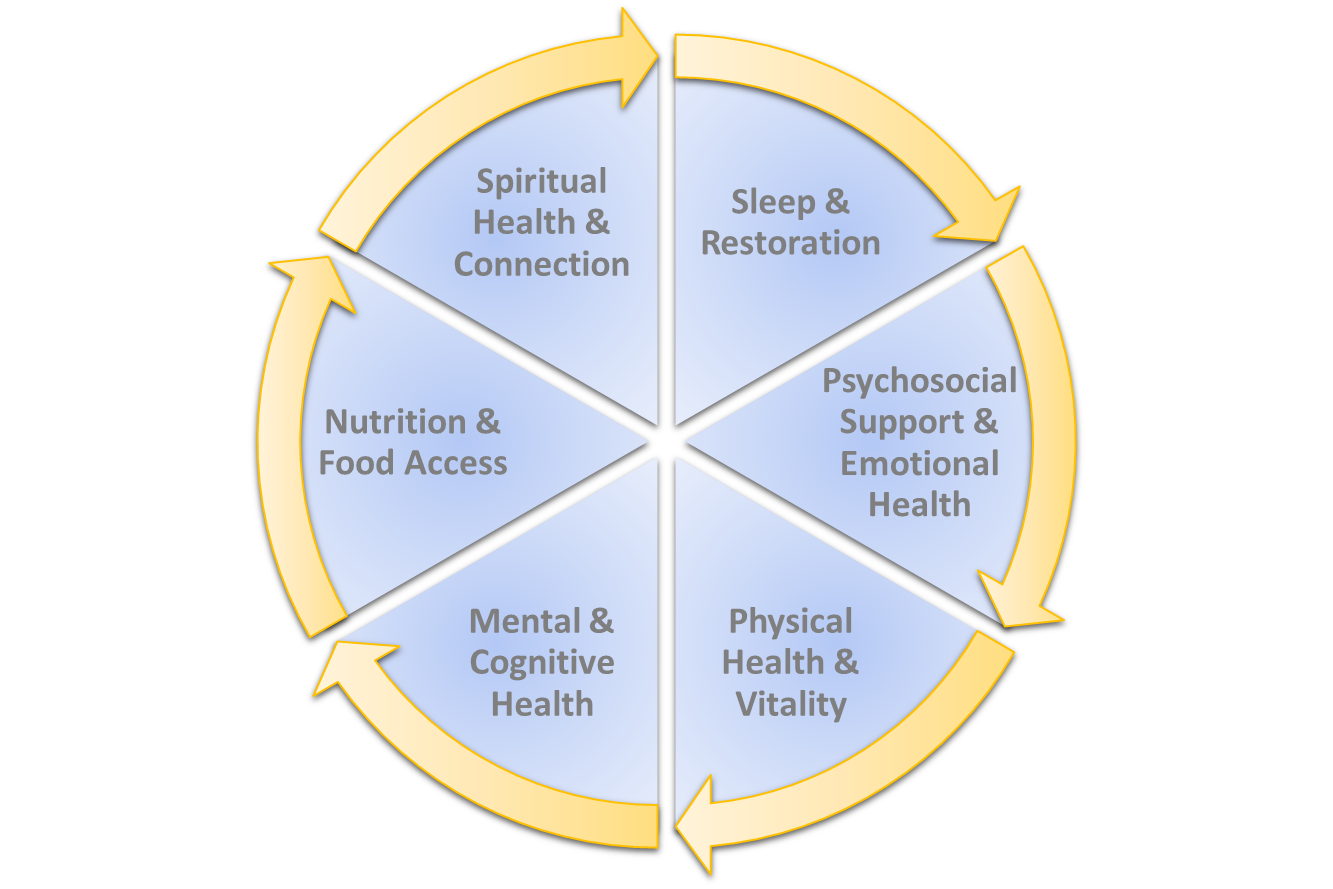 Spiritual
Health &
Connection
Sleep &
Restoration
Psychosocial
Support &
Emotional
Health
Physical
Health &
Vitality
Mental &
Cognitive
Health
Nutrition &
Food Access